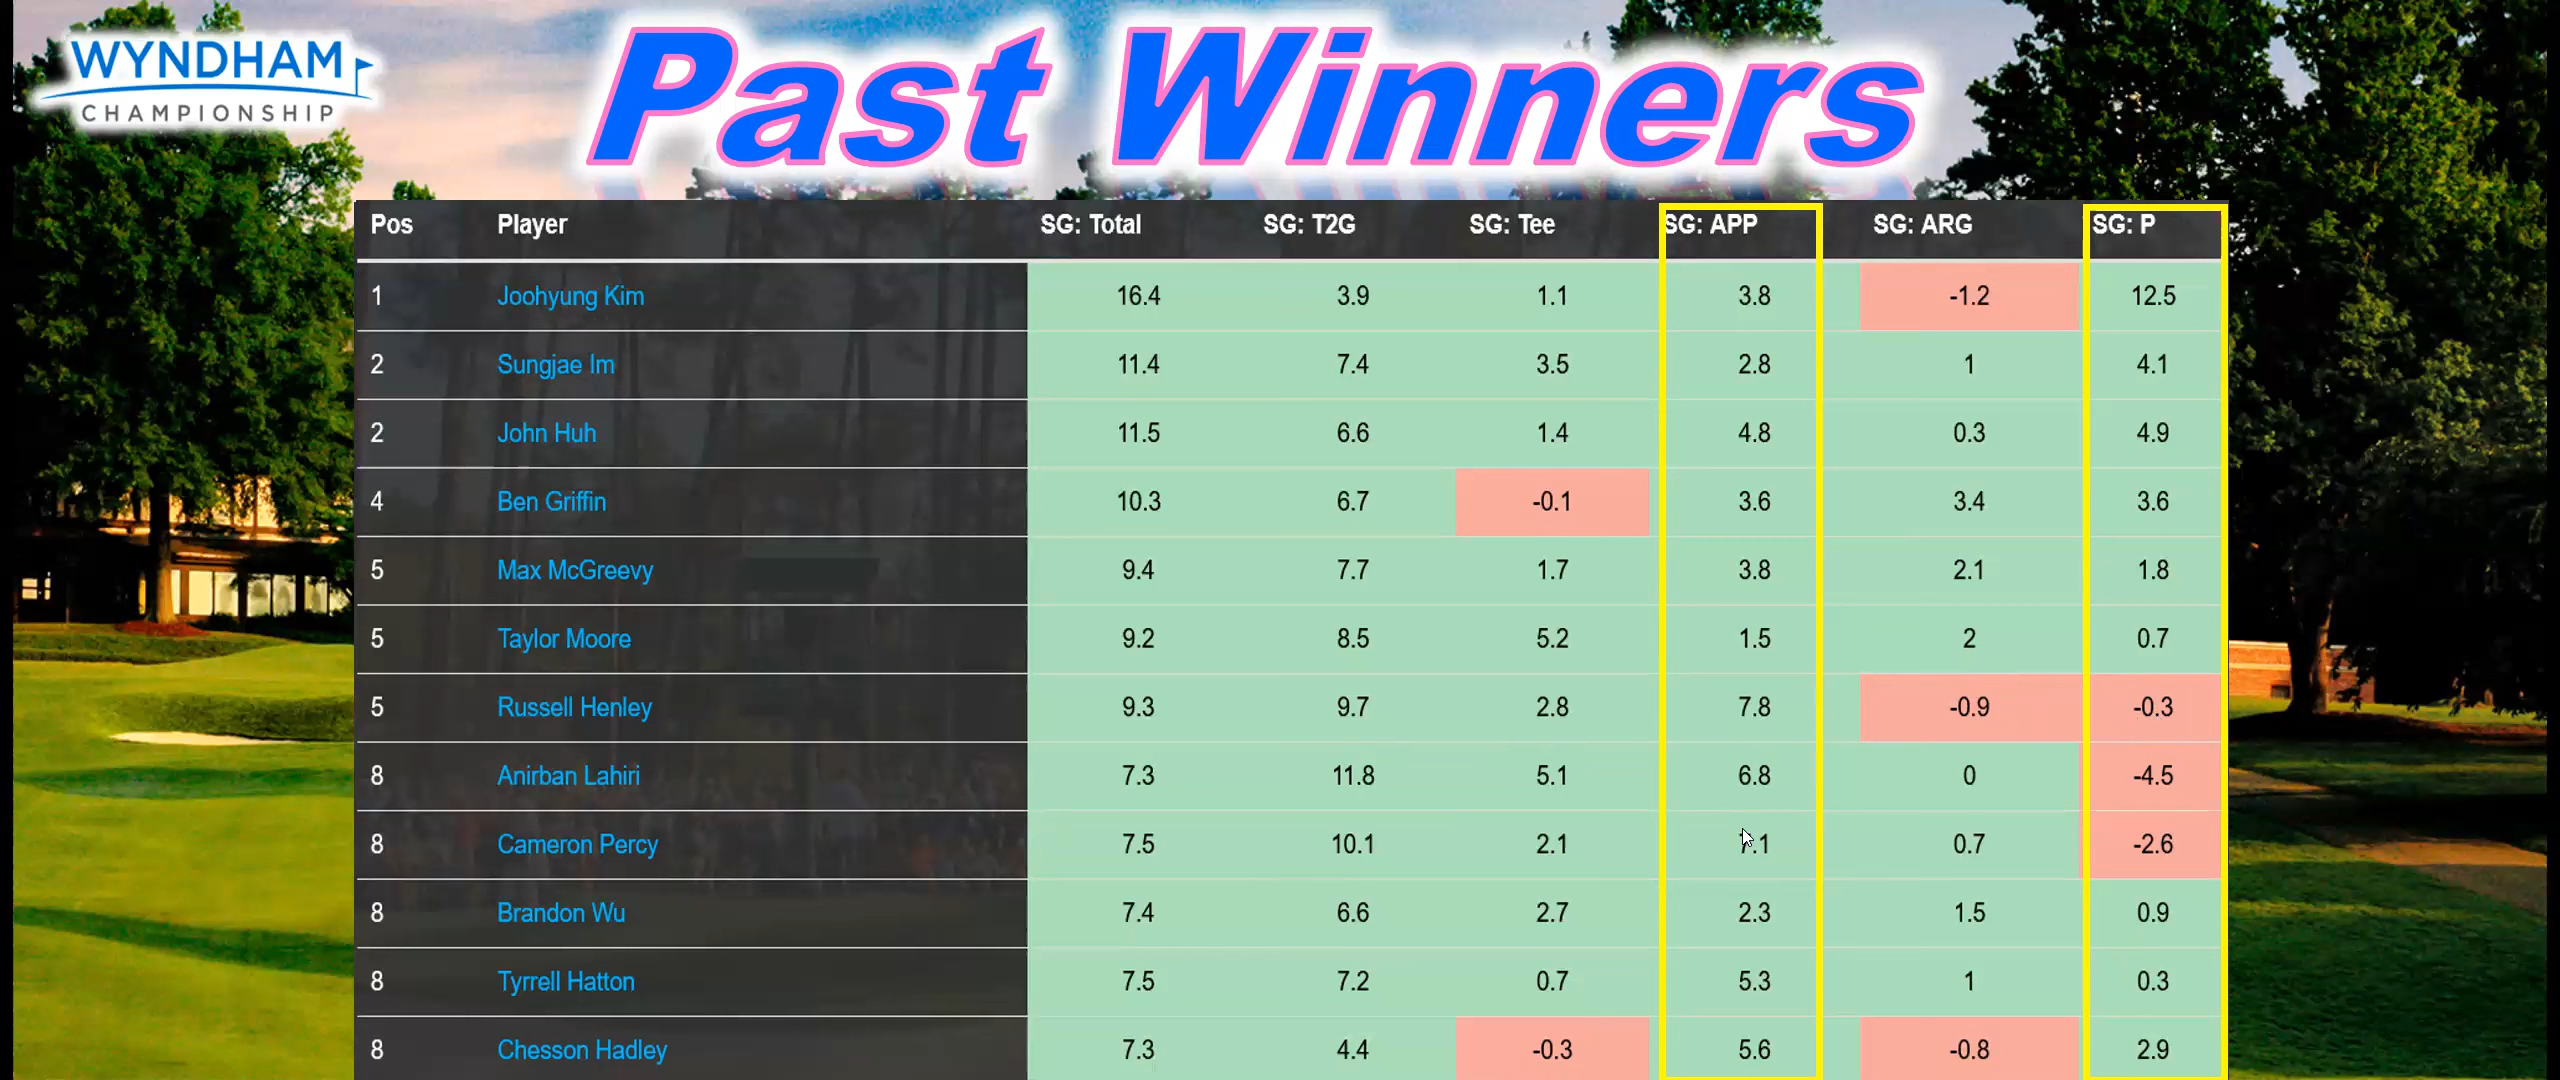 WYNDHAM
CHAMPIONSHIP
Past Winners
Pos Player SG: Total SG: T2G SG: Tee SG: APP SG: ARG SG: P
1 Joohyung Kim 16.4 3.9 1.1 3.8 -1.2 12.5
2 Sungjae Im 11.4 7.4 3.5 2.8 1 4.1
2 John Huh 11.5 6.6 1.4 4.8 0.3 4.9
4 Ben Griffin 10.3 6.7 -0.1 3.6 3.4 3.6
5 Max McGreevy 9.4 7.7 1.7 3.8 2.1 1.8
5 Taylor Moore 9.2 8.5 5.2 1.5 2 0.7
5 Russell Henley 9.3 9.7 2.8 7.8 -0.9 -0.3
8 Anirban Lahiri 7.3 11.8 5.1 6.8 0 -4.5
8 Cameron Percy 7.5 10.1 2.1 7.1 0.7 -2.6
8 Brandon Wu 7.4 6.6 2.7 2.3 1.5 0.9
8 Tyrrell Hatton 7.5 7.2 0.7 5.3 1 0.3
8 Chesson Hadley 7.3 4.4 -0.3 5.6 -0.8 2.9